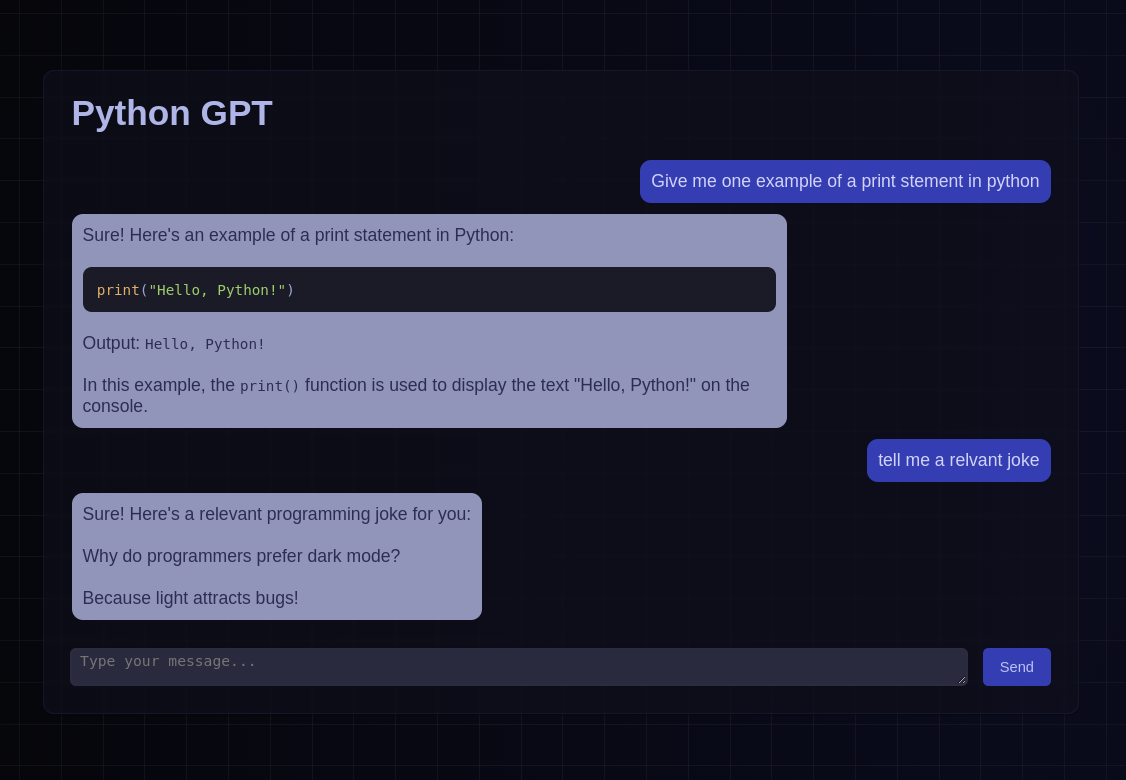 Python GPT
Give me one example of a print stement in python
Sure! Here's an example of a print statement in Python:
print("Hello, Python!")
Output: Hello, Python!
In this example, the print() function is used to display the text "Hello, Python!" on the
console.
tell me a relvant joke
Sure! Here's a relevant programming joke for you:
Why do programmers prefer dark mode?
Because light attracts bugs!
Type your message...
Send